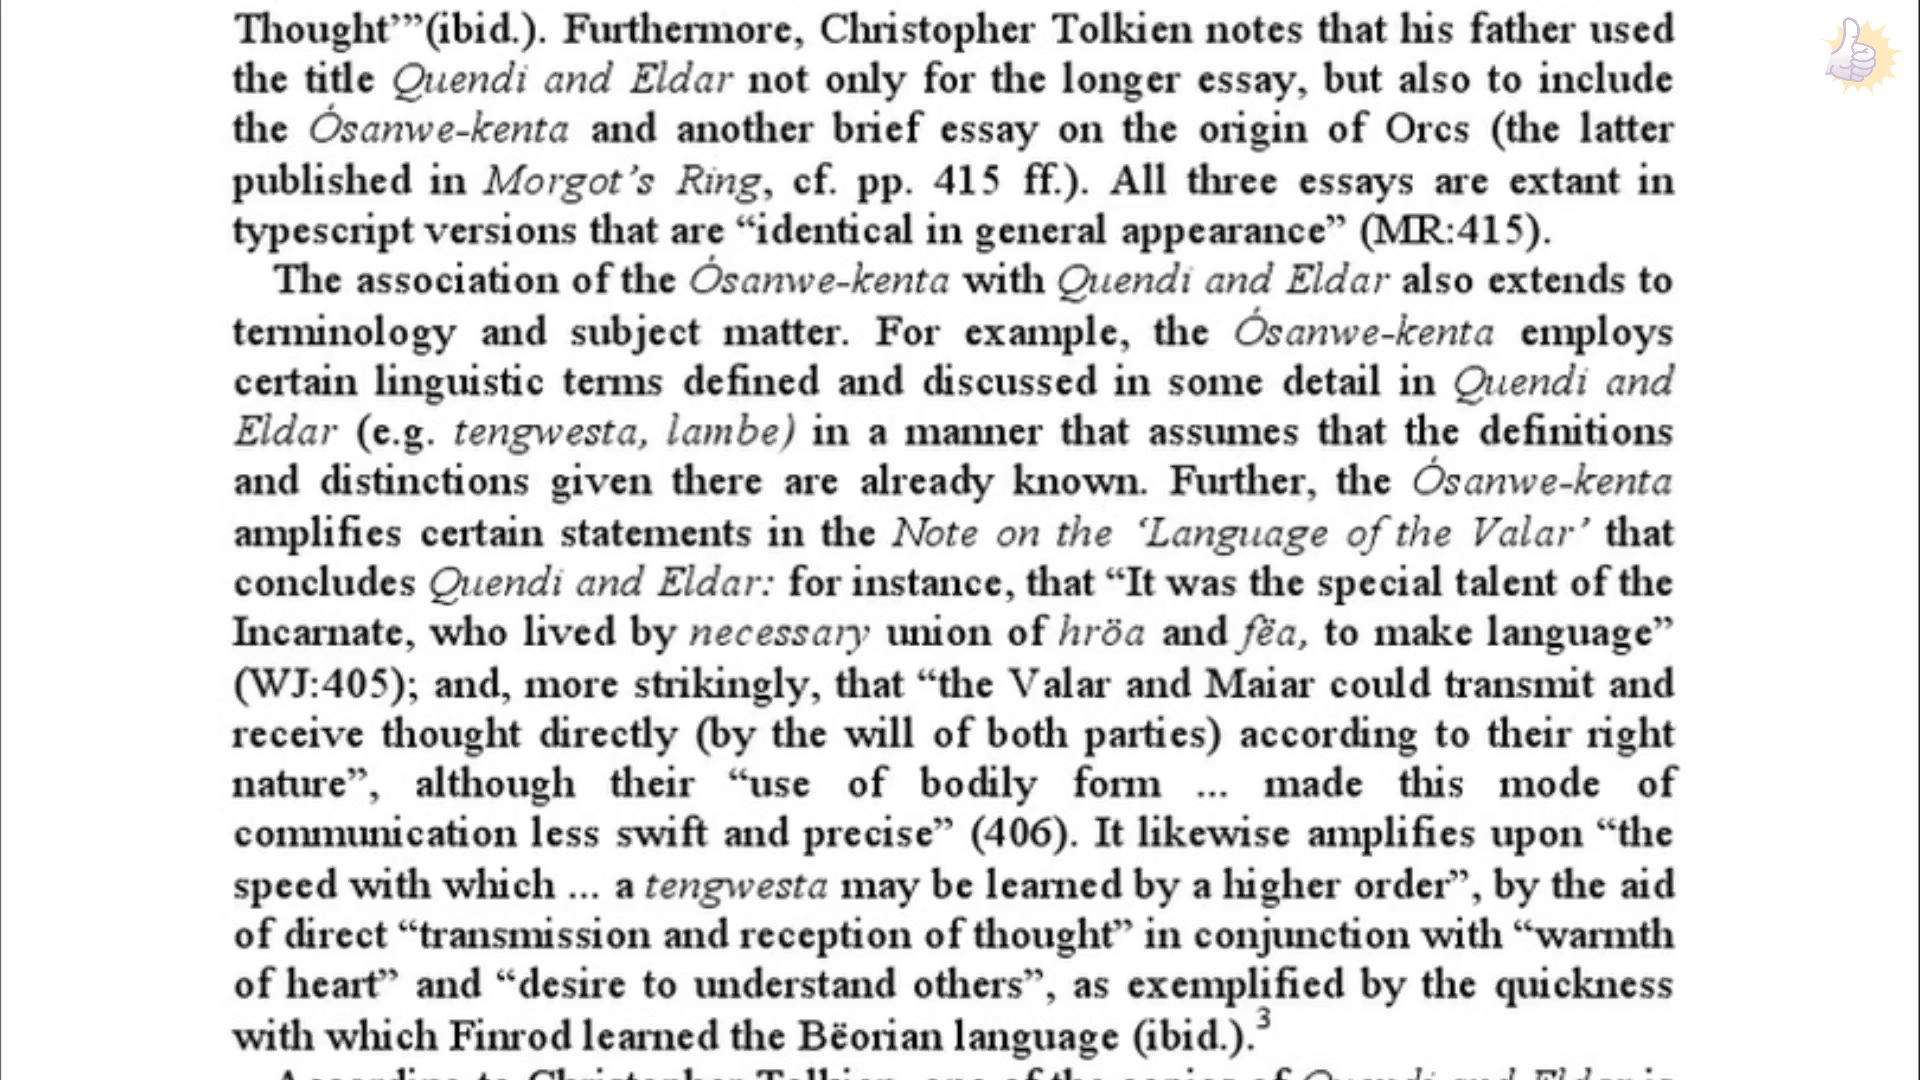 Thought’”(ibid.). Furthermore, Christopher Tolkien notes that his father used
the title Quendi and Eldar not only for the longer essay, but also to include
the Ósanwe-kenta and another brief essay on the origin of Orcs (the latter
published in Morgot’s Ring, cf. pp. 415 ff.). All three essays are extant in
typescript versions that are “identical in general appearance” (MR:415).
The association of the Ósanwe-kenta with Quendi and Eldar also extends to
terminology and subject matter. For example, the Ósanwe-kenta employs
certain linguistic terms defined and discussed in some detail in Quendi and
Eldar (e.g. tengwesta, lambe) in a manner that assumes that the definitions
and distinctions given there are already known. Further, the Ósanwe-kenta
amplifies certain statements in the Note on the ‘Language of the Valar’ that
concludes Quendi and Eldar: for instance, that “It was the special talent of the
Incarnate, who lived by necessary union of hröa and fëa, to make language”
(WJ:405); and, more strikingly, that “the Valar and Maiar could transmit and
receive thought directly (by the will of both parties) according to their right
nature”, although their “use of bodily form ... made this mode of
communication less swift and precise” (406). It likewise amplifies upon “the
speed with which ... a tengwesta may be learned by a higher order”, by the aid
of direct “transmission and reception of thought” in conjunction with “warmth
of heart” and “desire to understand others”, as exemplified by the quickness
with which Finrod learned the Bëorian language (ibid.).3
According to Christopher Tolkien, one of the copies of Quendi and Eldar is